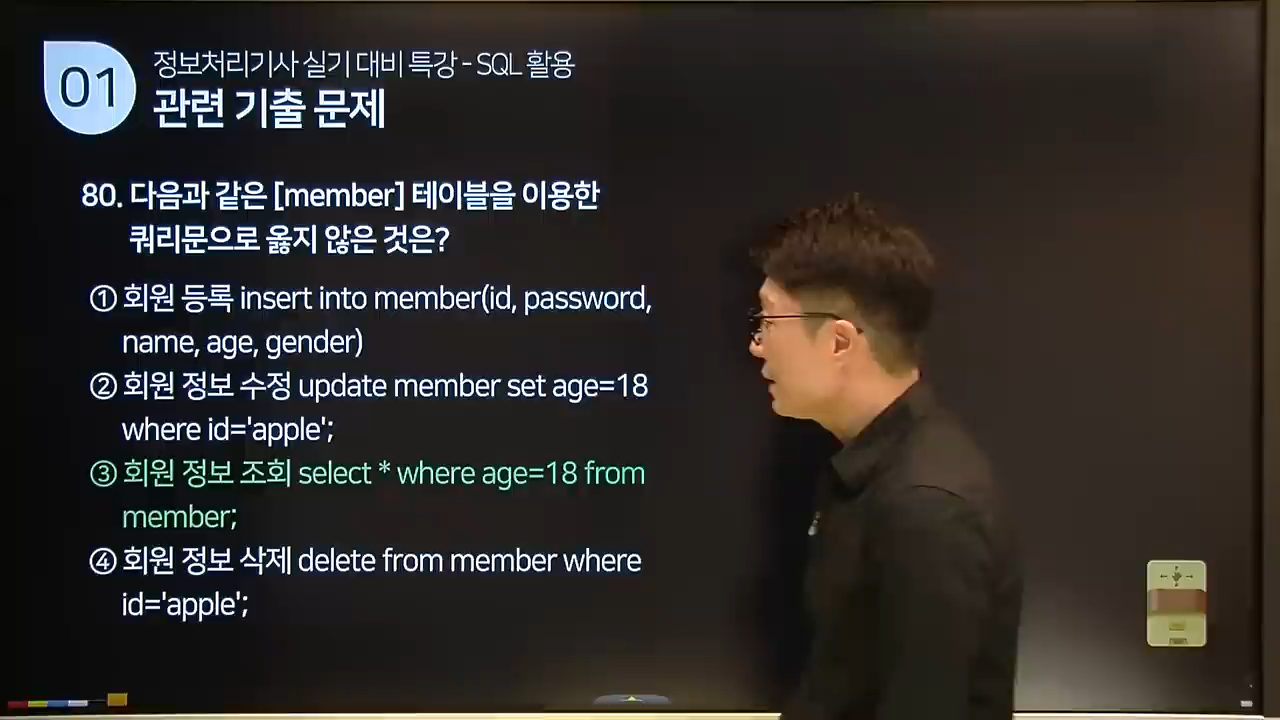 01
정보처리기사 실기 대비 특강 - SQL 활용
관련 기출 문제
80. 다음과 같은 [member] 테이블을 이용한
쿼리문으로 옳지 않은 것은?
① 회원 등록 insert into member(id, password,
name, age, gender)
② 회원 정보 수정 update member set age=18
where id='apple';
③ 회원 정보 조회 select * where age=18 from
member;
④ 회원 정보 삭제 delete from member where
id='apple';